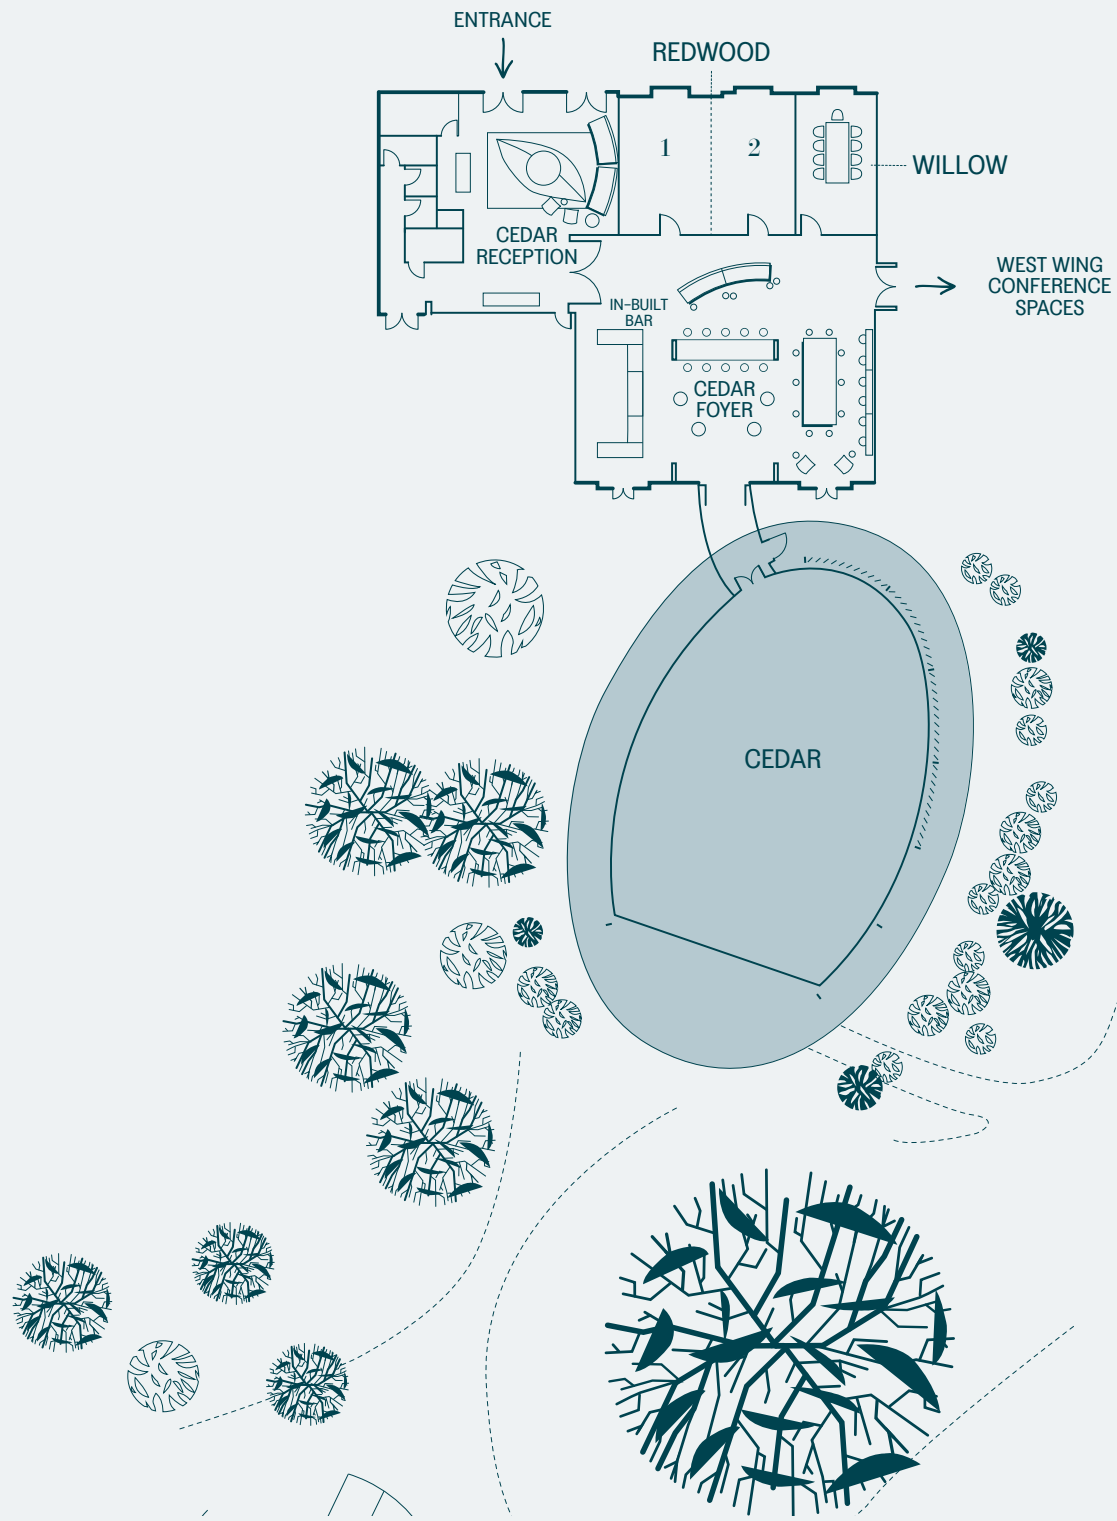 ENTRANCE
REDWOOD
1
2
WILLOW
CEDAR
RECEPTION
WEST WING
CONFERENCE
SPACES
IN-BUILT
BAR
CEDAR
FOYER
CEDAR